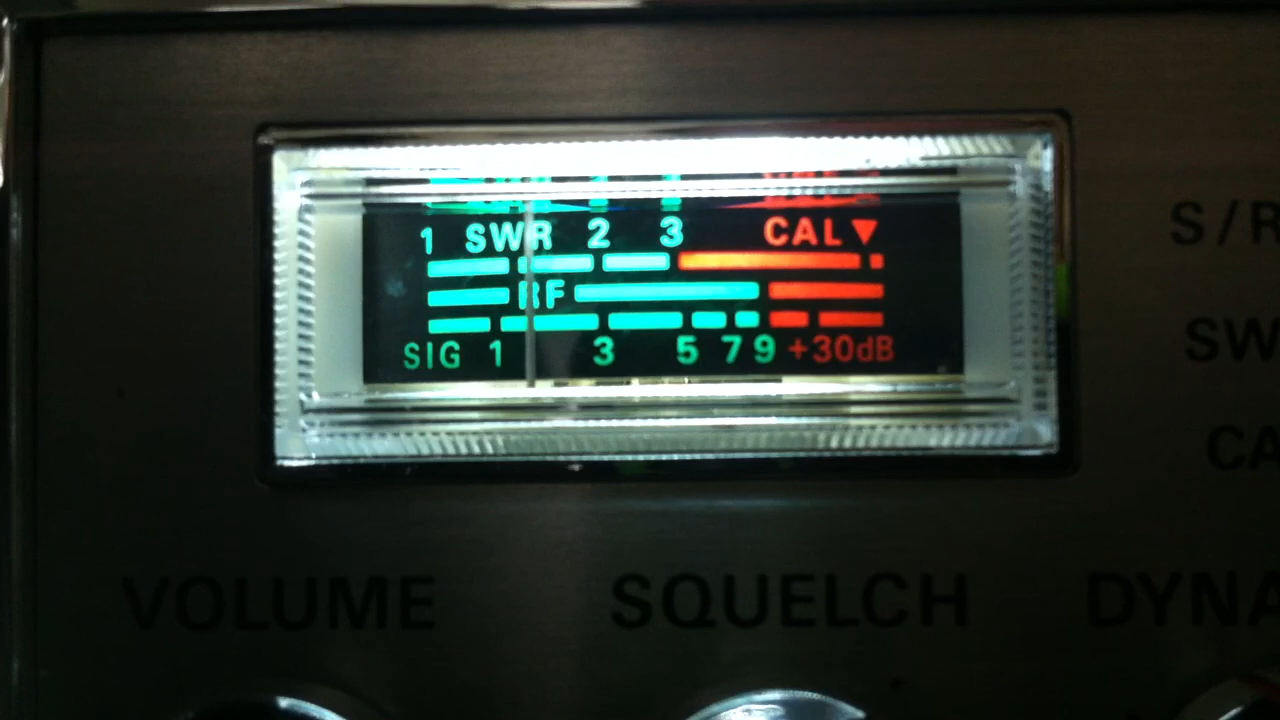 1 SWR 2 3 CAL
RF
SIG 1 3 5 7 9 +30dB
S/R
SW
CA
VOLUME SQUELCH DYNA